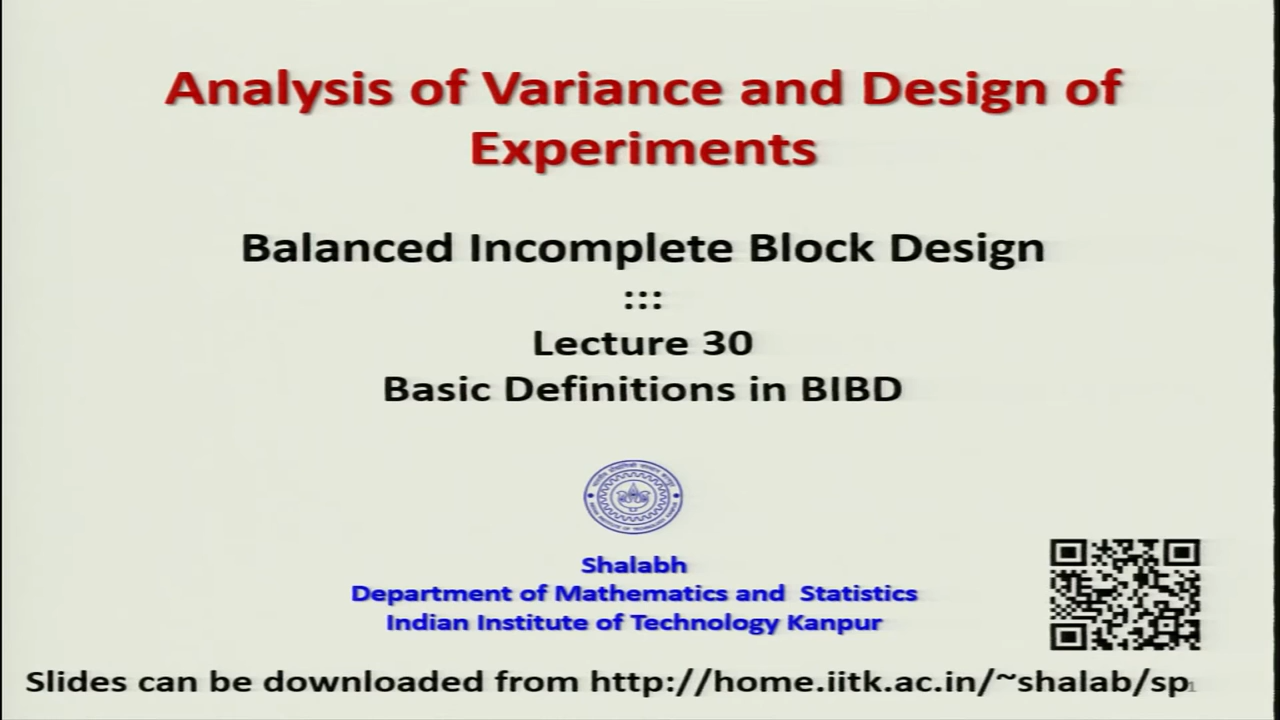 Analysis of Variance and Design of
Experiments
Balanced Incomplete Block Design
:::
Lecture 30
Basic Definitions in BIBD
Shalabh
Department of Mathematics and Statistics
Indian Institute of Technology Kanpur
Slides can be downloaded from http://home.iitk.ac.in/~shalab/sp
1